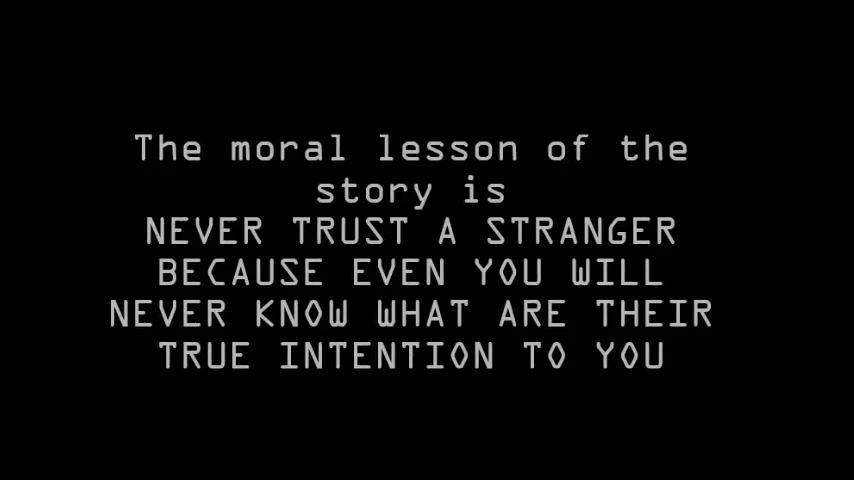 The moral lesson of the
story is
NEVER TRUST A STRANGER
BECAUSE EVEN YOU WILL
NEVER KNOW WHAT ARE THEIR
TRUE INTENTION TO YOU